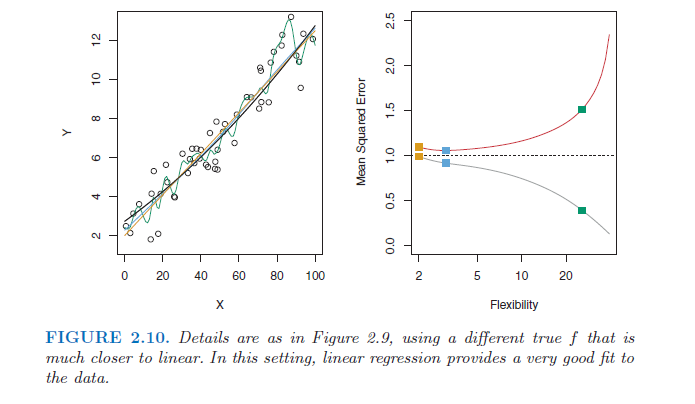 12
10
8
6
4
2
Y
0 20 40 60 80 100
X
2.5
2.0
1.5
1.0
0.5
0.0
Mean Squared Error
2 5 10 20
Flexibility
FIGURE 2.10. Details are as in Figure 2.9, using a different true f that is
much closer to linear. In this setting, linear regression provides a very good fit to
the data.